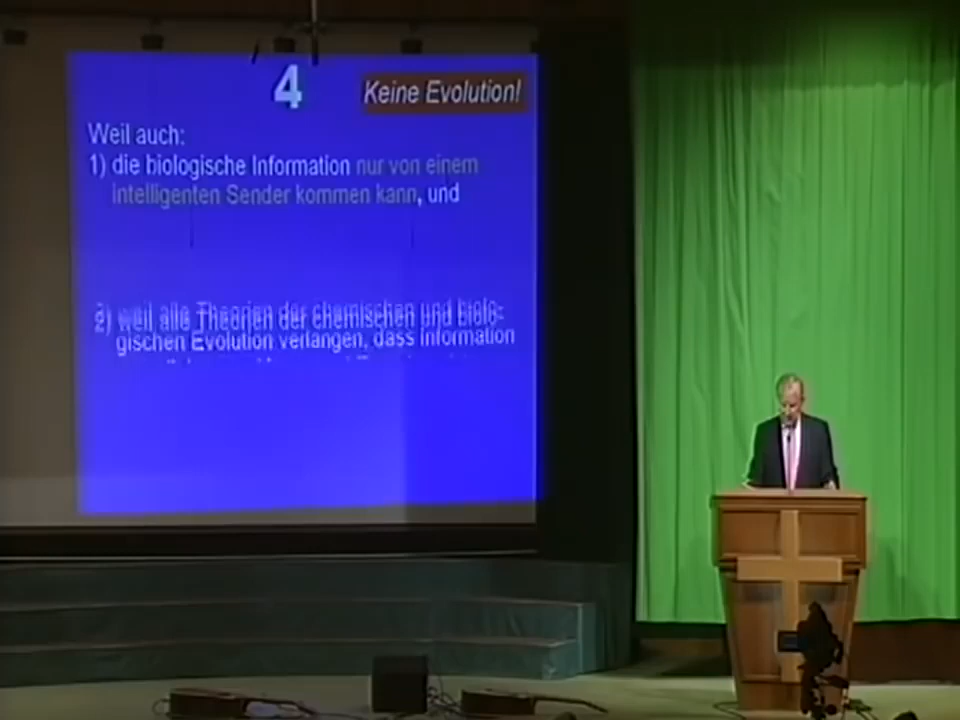 4
Keine Evolution!
Weil auch:
1) die biologische Information nur von einem
intelligenten Sender kommen kann, und
2) weil alle Theorien der chemischen und biolo-
gischen Evolution verlangen, dass Information